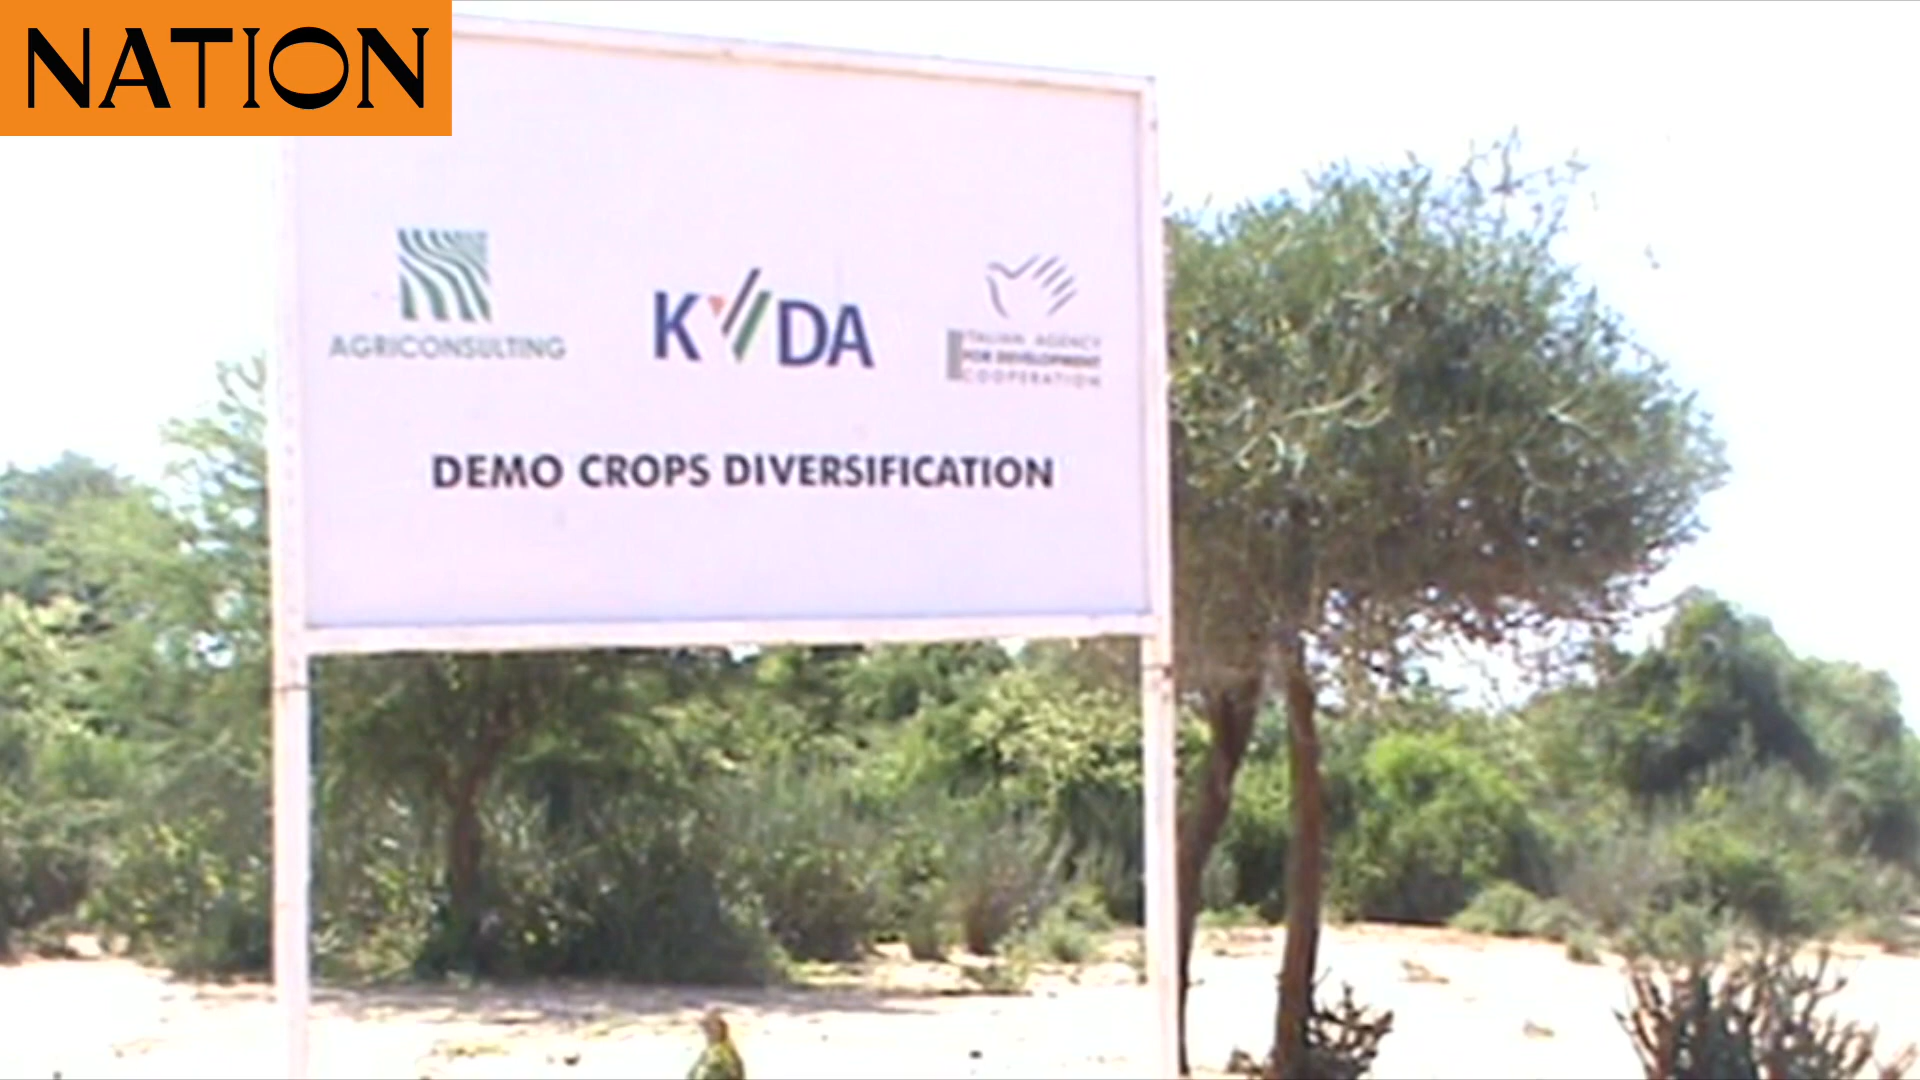 NATION
AGRICONSULTING
KVDA
ITALIAN AGENCY
FOR DEVELOPMENT
COOPERATION
DEMO CROPS DIVERSIFICATION